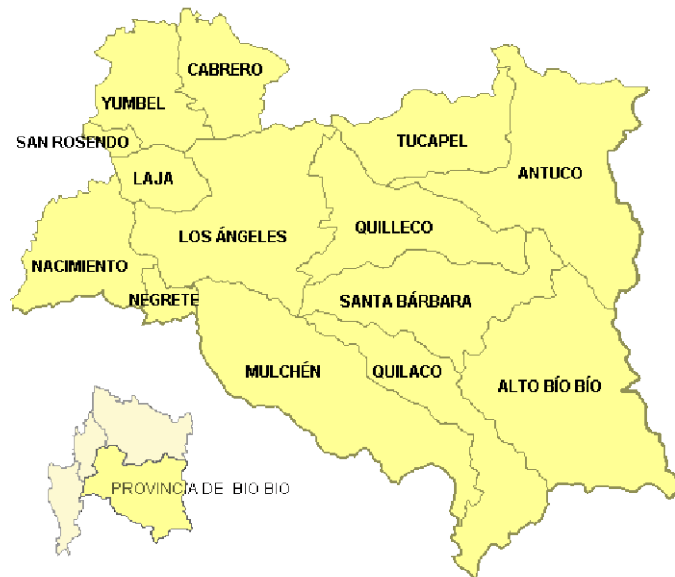 CABRERO
YUMBEL
SAN ROSENDO
TUCAPEL
LAJA
ANTUCO
LOS ÁNGELES
QUILLECO
NACIMIENTO
NEGRETE
SANTA BÁRBARA
MULCHÉN
QUILACO
ALTO BÍO BÍO
PROVINCIA DE BIO BIO